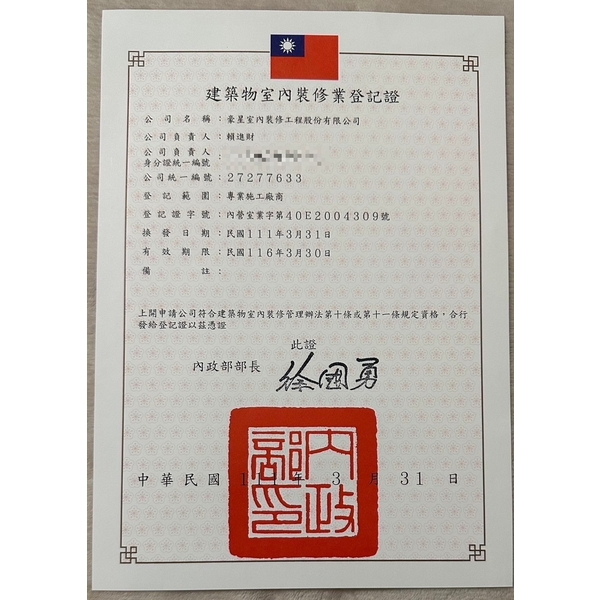 建築物室內裝修業登記證
公司名稱：豪星室內裝修工程股份有限公司
公司負責人：賴進財
公司負責人
身分證統一編號：
公司統一編號：27277633
登記範圍：專業施工廠商
登記證字號：內營室業字第40E2004309號
換發日期：民國111年3月31日
有效期限：民國116年3月30日
備註：
上開申請公司符合建築物室內裝修管理辦法第十條或第十一條規定資格，合行
發給登記證以茲憑證
此證
內政部部長 徐國勇
內政部印
中華民國 111 年 3 月 31 日